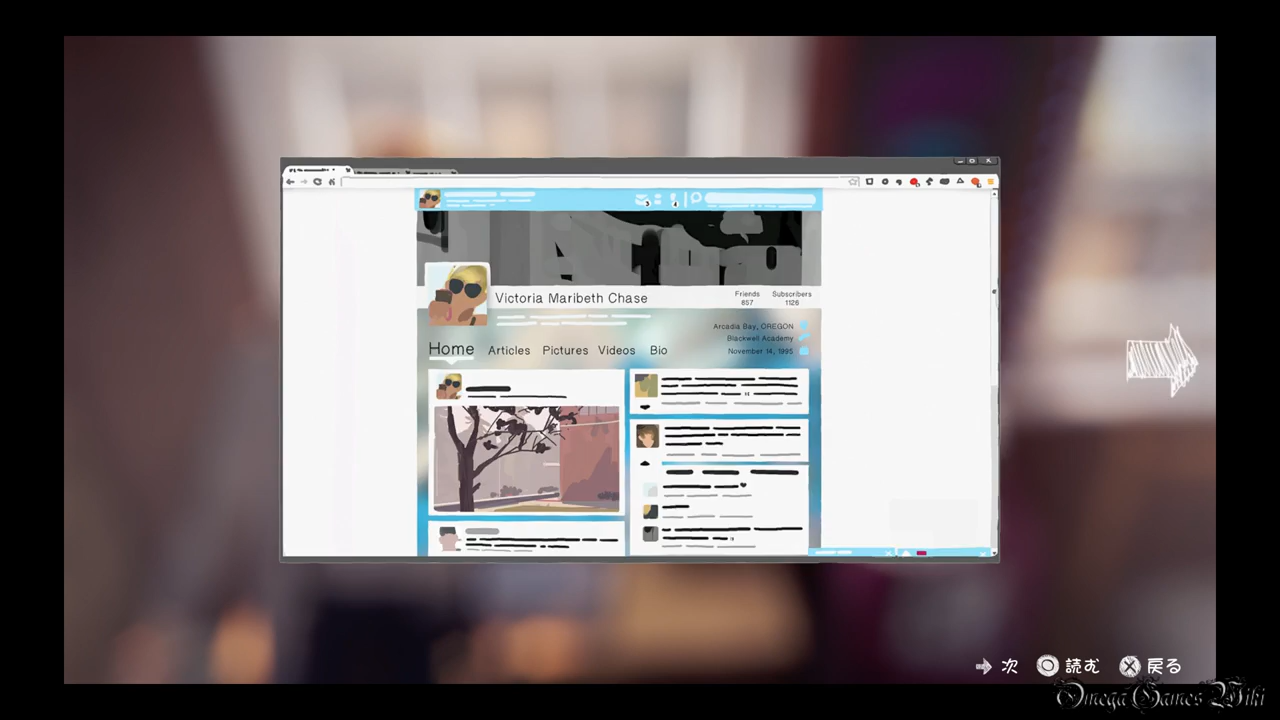 Victoria Maribeth Chase
Friends
857
Subscribers
1126
Arcadia Bay, OREGON
Blackwell Academy
November 14, 1995
Home
Articles
Pictures
Videos
Bio
次
読む
戻る
Omega Games Wiki